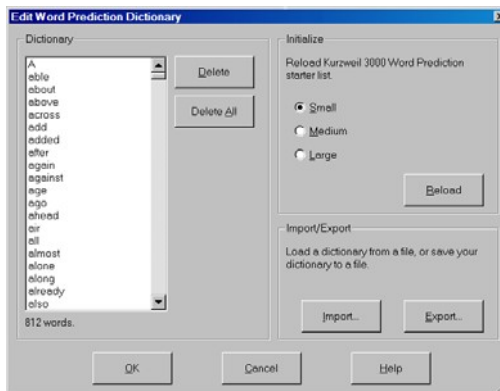 Edit Word Prediction Dictionary
Dictionary
A
able
about
above
across
add
added
after
again
against
age
ago
ahead
air
all
almost
alone
along
already
also
812 words.
Delete
Delete All
Initialize
Reload Kurzweil 3000 Word Prediction
starter list.
Small
Medium
Large
Reload
Import/Export
Load a dictionary from a file, or save your
dictionary to a file.
Import...
Export...
OK
Cancel
Help